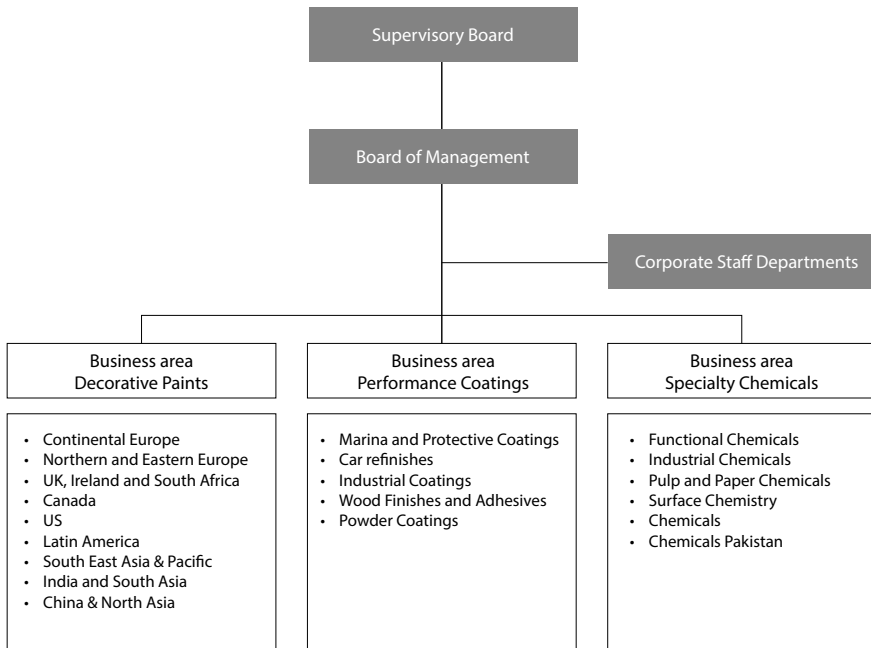 Supervisory Board
Board of Management
Corporate Staff Departments
Business area
Decorative Paints
Business area
Performance Coatings
Business area
Specialty Chemicals
• Continental Europe
• Northern and Eastern Europe
• UK, Ireland and South Africa
• Canada
• US
• Latin America
• South East Asia & Pacific
• India and South Asia
• China & North Asia
• Marina and Protective Coatings
• Car refinishes
• Industrial Coatings
• Wood Finishes and Adhesives
• Powder Coatings
• Functional Chemicals
• Industrial Chemicals
• Pulp and Paper Chemicals
• Surface Chemistry
• Chemicals
• Chemicals Pakistan